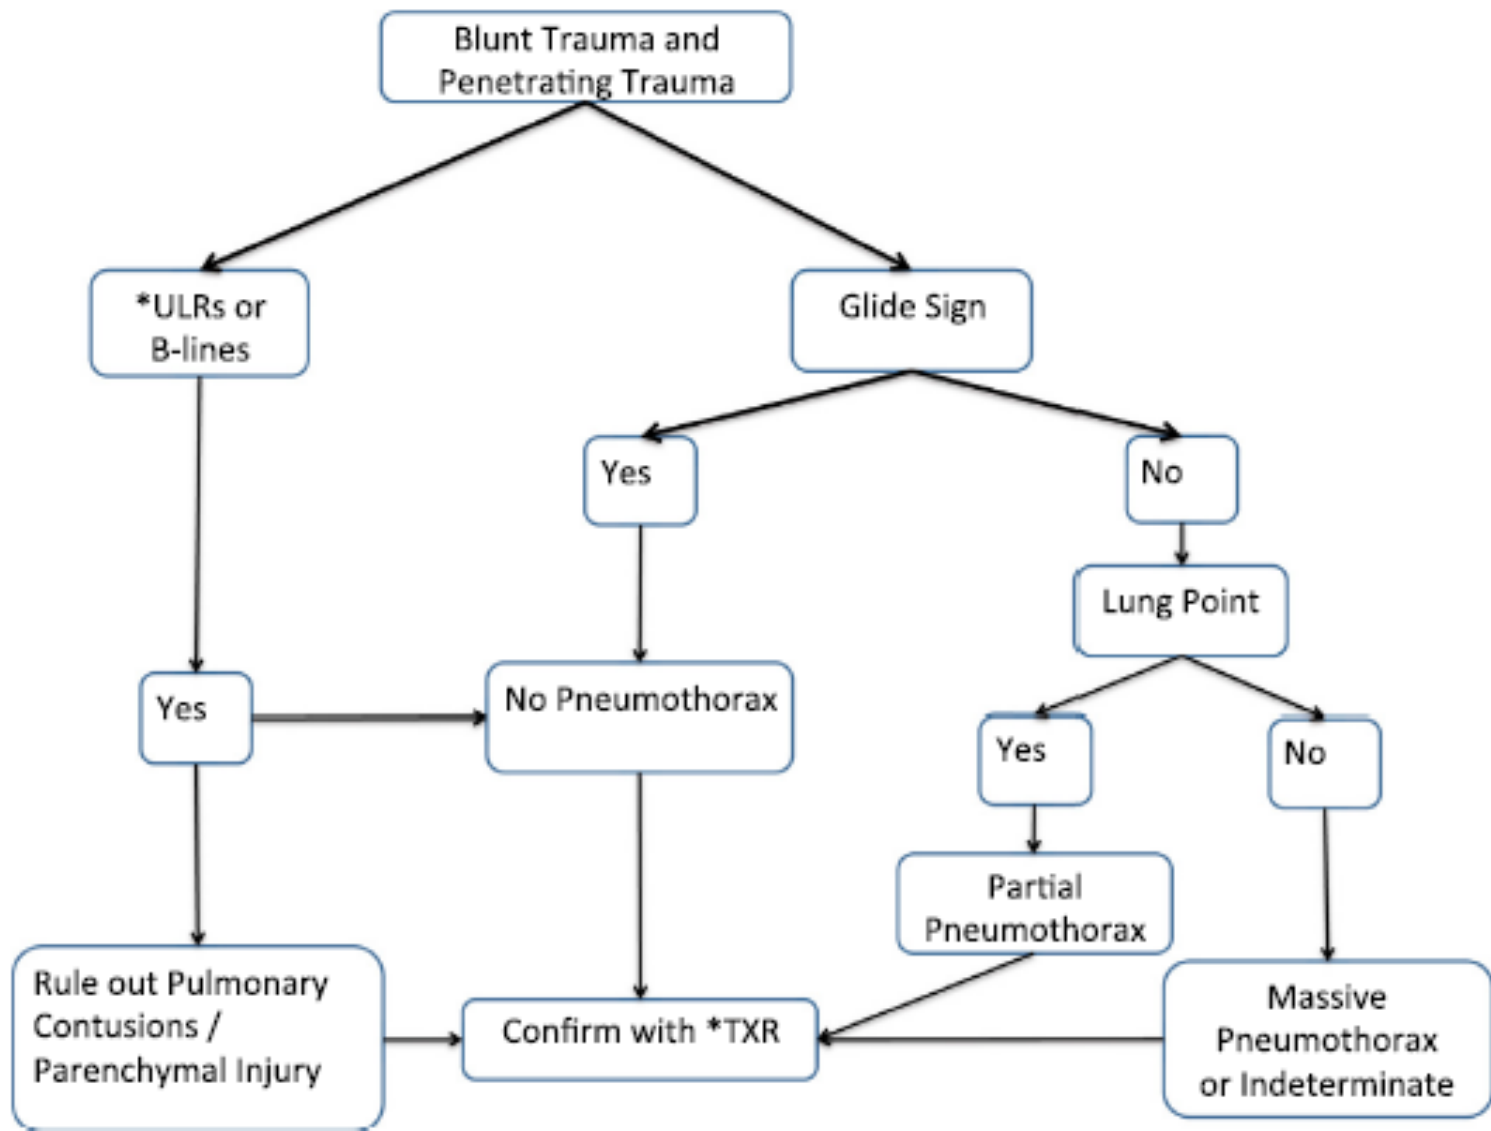 Blunt Trauma and
Penetrating Trauma
*ULRs or
B-lines
Glide Sign
Yes
No
Lung Point
Yes
No Pneumothorax
Yes
No
Partial
Pneumothorax
Rule out Pulmonary
Contusions /
Parenchymal Injury
Confirm with *TXR
Massive
Pneumothorax
or Indeterminate